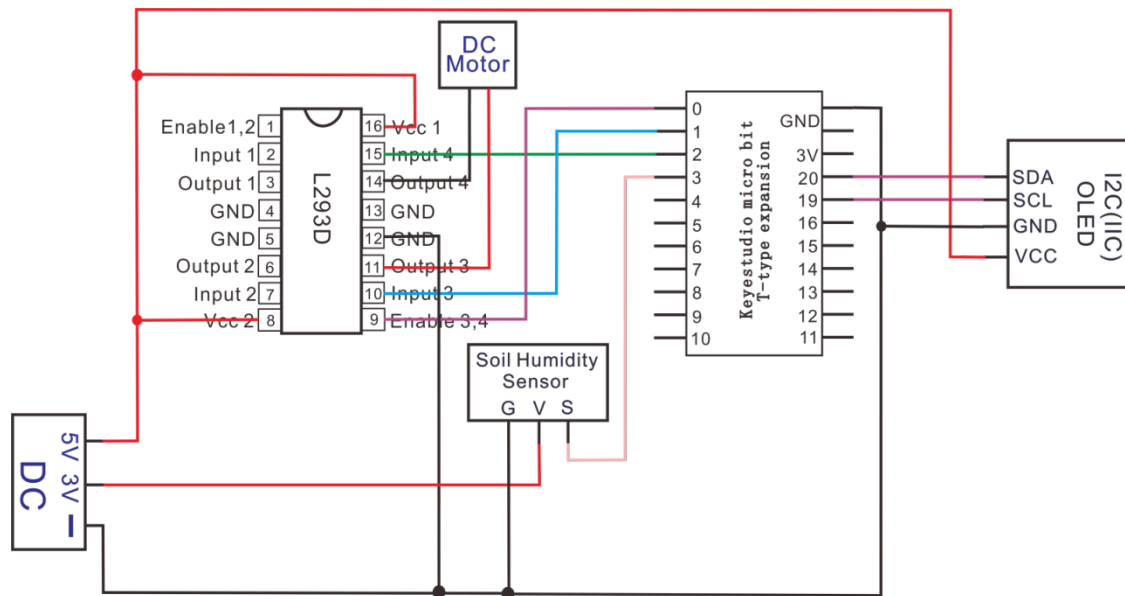 DC
Motor
Enable1,2
1
16
Vcc 1
Input 1
2
15
Input 4
Output 1
3
14
Output 4
GND
4
13
GND
GND
5
12
GND
Output 2
6
11
Output 3
Input 2
7
10
Input 3
Vcc 2
8
9
Enable 3,4
L293D
0
1
2
3
4
5
6
7
8
9
10
Keyestudio micro bit
T-type expansion
GND
3V
20
19
16
15
14
13
12
11
SDA
SCL
GND
VCC
I2C(IIC)
OLED
Soil Humidity
Sensor
G V S
5V
3V
—
DC